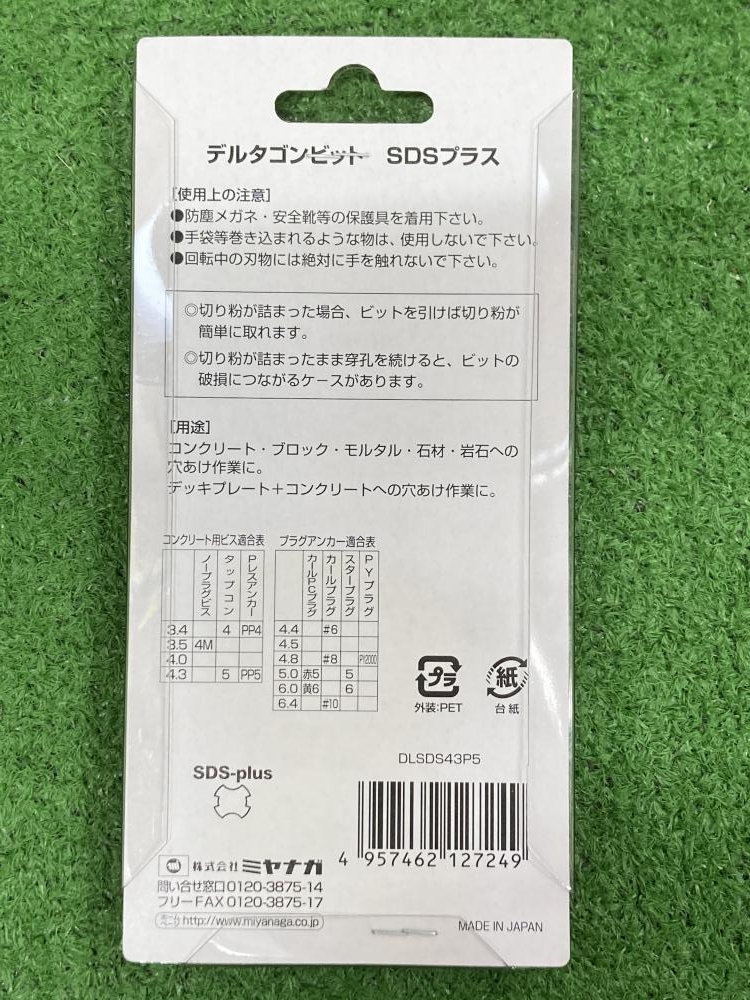 デルタゴンビット SDSプラス
[使用上の注意]
●防塵メガネ・安全靴等の保護具を着用下さい。
●手袋等巻き込まれるような物は、使用しないで下さい。
●回転中の刃物には絶対に手を触れないで下さい。
◎切り粉が詰まった場合、ビットを引けば切り粉が
簡単に取れます。
◎切り粉が詰まったまま穿孔を続けると、ビットの
破損につながるケースがあります。
[用途]
コンクリート・ブロック・モルタル・石材・岩石への
穴あけ作業に。
デッキプレート＋コンクリートへの穴あけ作業に。
コンクリート用ビス適合表
ノープラグビス タップコン Pレスアンカー
3.4 4 PP4
3.5 4M
4.0
4.3 5 PP5
プラグアンカー適合表
カールPCプラグ カールプラグ スタープラグ PYプラグ
4.4 #6
4.5
4.8 #8 PY2000
5.0 赤5 5
6.0 黄6 6
6.4 #10
プラ
外装:PET
紙
台紙
DLSDS43P5
SDS-plus
4 957462 127249
株式会社 ミヤナガ
問い合せ窓口0120-3875-14
フリーFAX 0120-3875-17
http://www.miyanaga.co.jp
MADE IN JAPAN